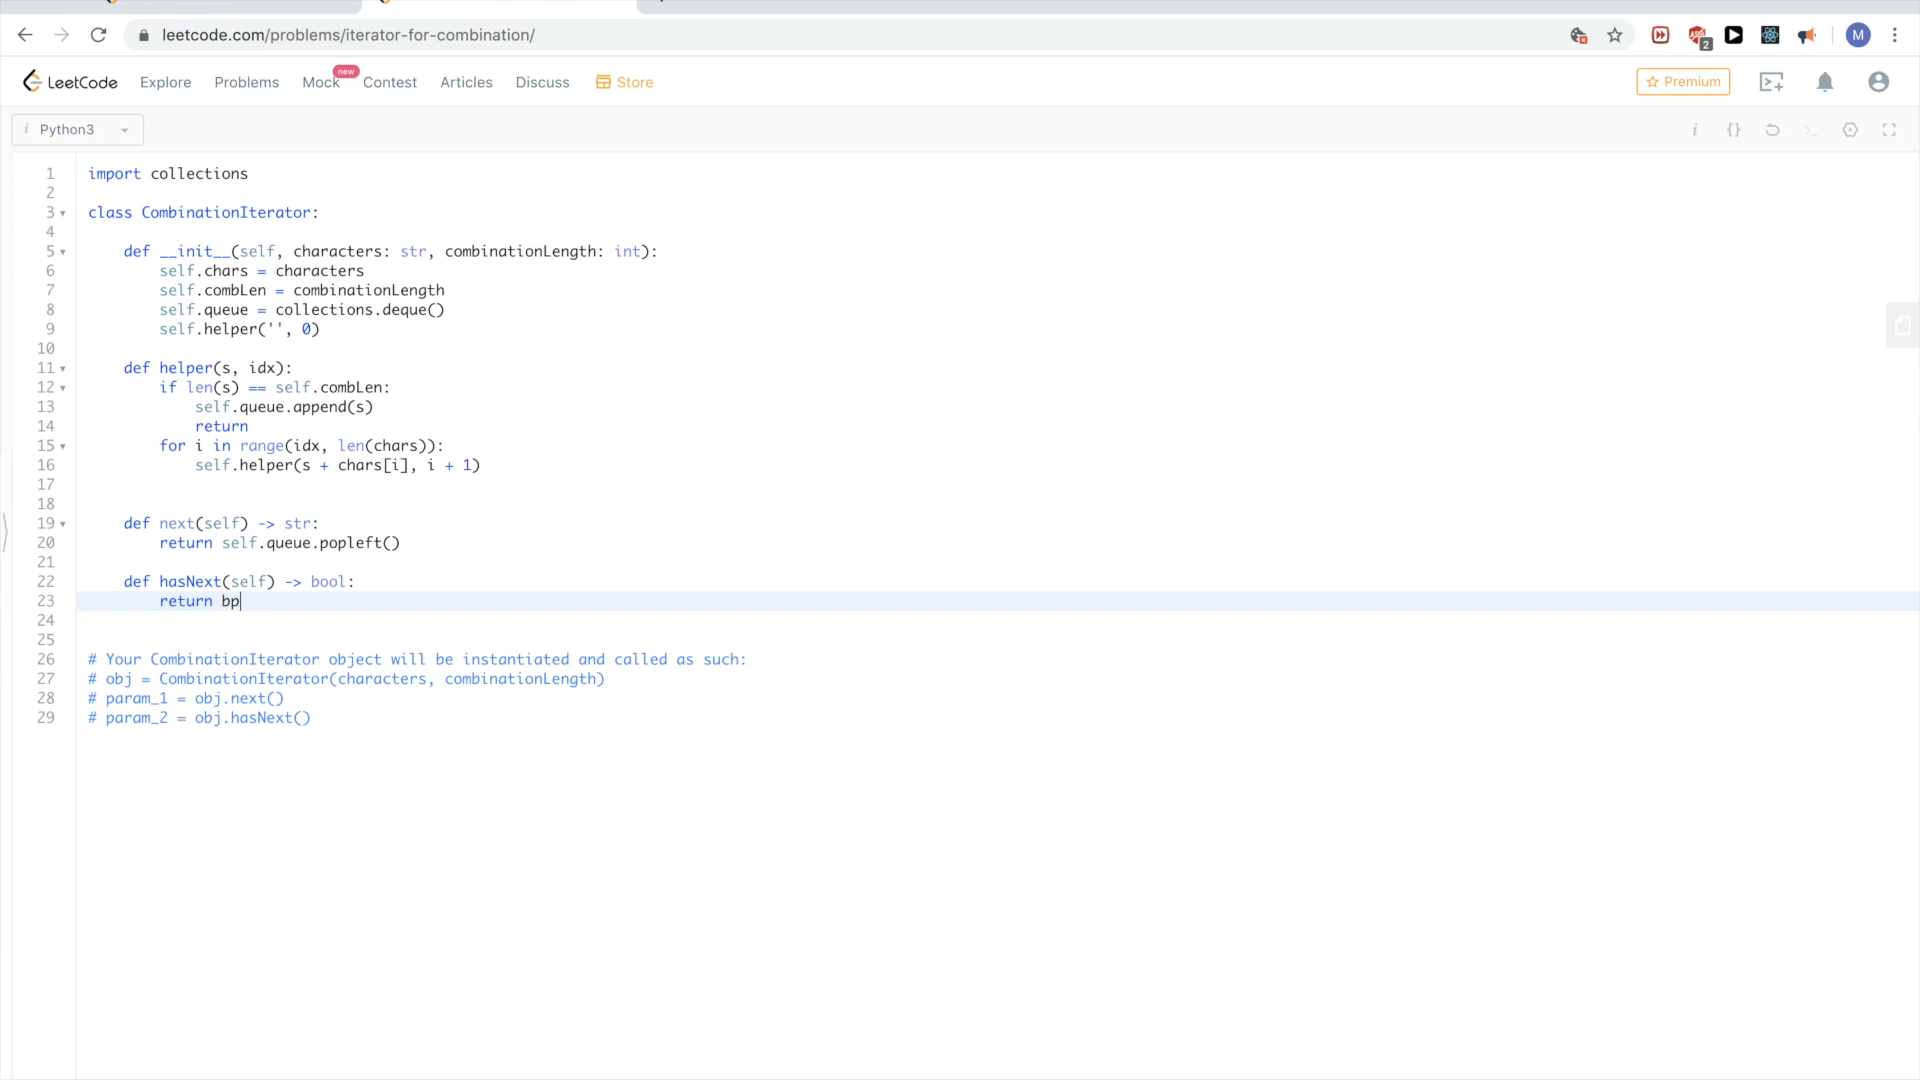 leetcode.com/problems/iterator-for-combination/
2
M
LeetCode
Explore
Problems
Mock
new
Contest
Articles
Discuss
Store
Premium
i Python3
i {}
1 import collections
2
3 class CombinationIterator:
4
5     def __init__(self, characters: str, combinationLength: int):
6         self.chars = characters
7         self.combLen = combinationLength
8         self.queue = collections.deque()
9         self.helper('', 0)
10
11     def helper(s, idx):
12         if len(s) == self.combLen:
13             self.queue.append(s)
14             return
15         for i in range(idx, len(chars)):
16             self.helper(s + chars[i], i + 1)
17
18
19     def next(self) -> str:
20         return self.queue.popleft()
21
22     def hasNext(self) -> bool:
23         return bp
24
25
26 # Your CombinationIterator object will be instantiated and called as such:
27 # obj = CombinationIterator(characters, combinationLength)
28 # param_1 = obj.next()
29 # param_2 = obj.hasNext()